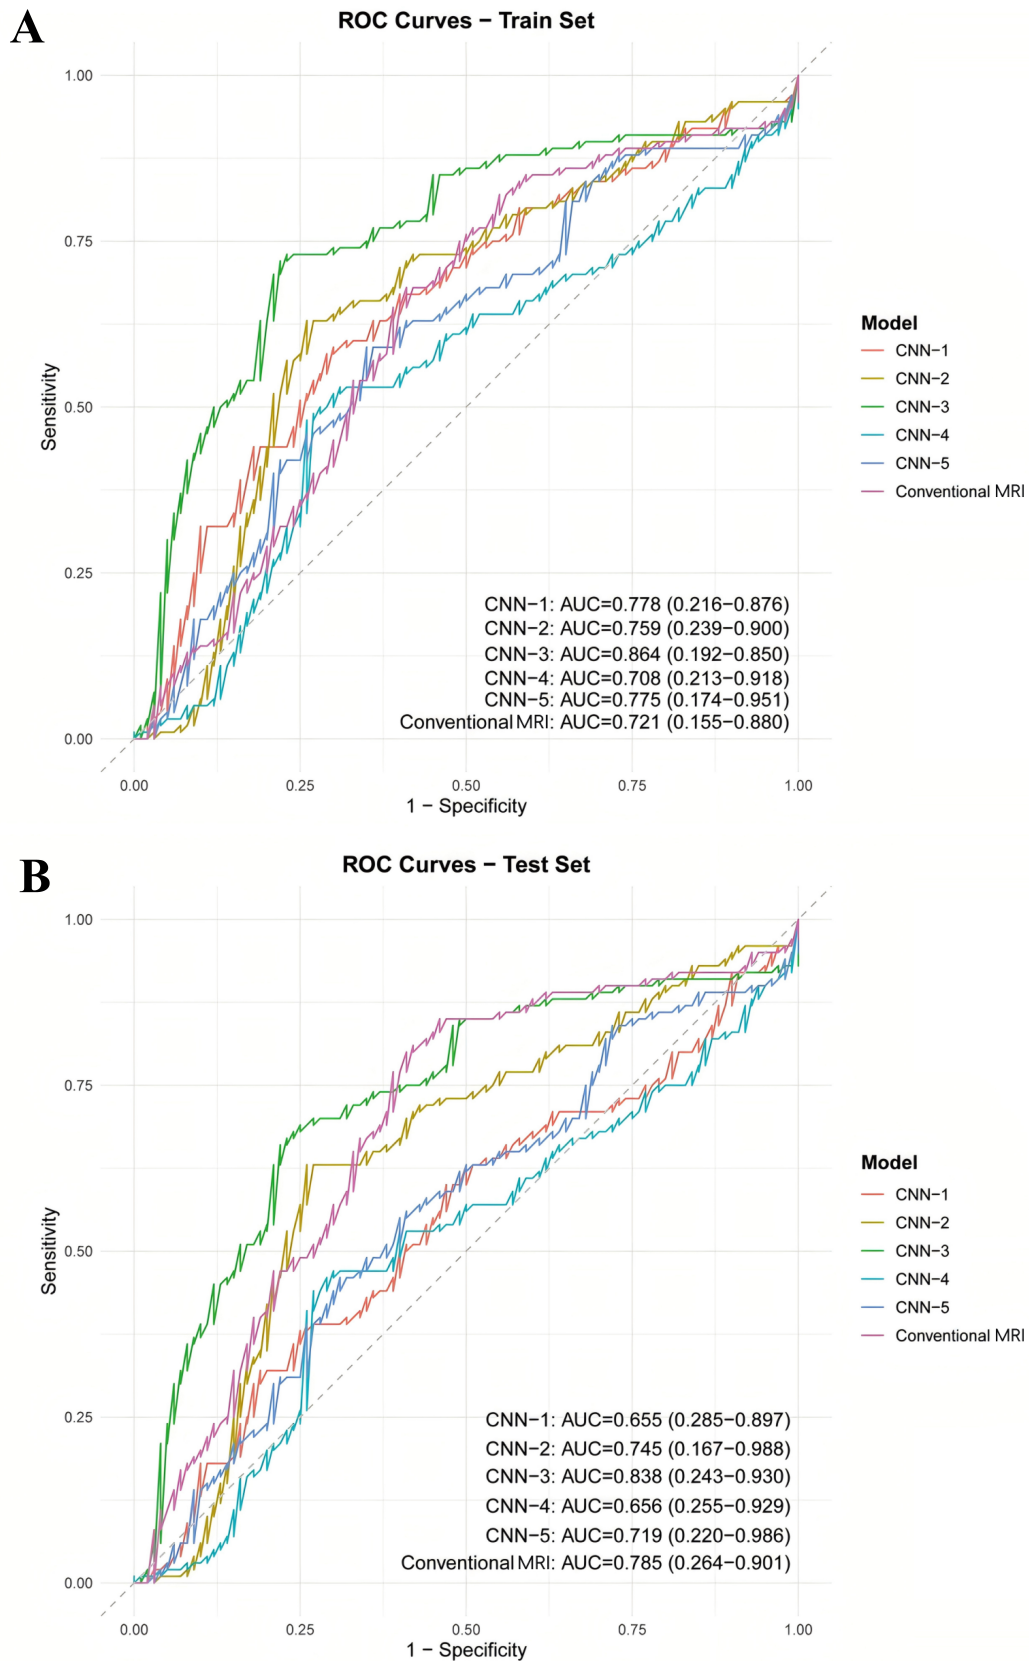 A
ROC Curves − Train Set
1.00
0.75
0.50
0.25
0.00
Sensitivity
0.00 0.25 0.50 0.75 1.00
1 − Specificity
CNN−1: AUC=0.778 (0.216−0.876)
CNN−2: AUC=0.759 (0.239−0.900)
CNN−3: AUC=0.864 (0.192−0.850)
CNN−4: AUC=0.708 (0.213−0.918)
CNN−5: AUC=0.775 (0.174−0.951)
Conventional MRI: AUC=0.721 (0.155−0.880)
Model
CNN−1
CNN−2
CNN−3
CNN−4
CNN−5
Conventional MRI
B
ROC Curves − Test Set
1.00
0.75
0.50
0.25
0.00
Sensitivity
0.00 0.25 0.50 0.75 1.00
1 − Specificity
CNN−1: AUC=0.655 (0.285−0.897)
CNN−2: AUC=0.745 (0.167−0.988)
CNN−3: AUC=0.838 (0.243−0.930)
CNN−4: AUC=0.656 (0.255−0.929)
CNN−5: AUC=0.719 (0.220−0.986)
Conventional MRI: AUC=0.785 (0.264−0.901)
Model
CNN−1
CNN−2
CNN−3
CNN−4
CNN−5
Conventional MRI